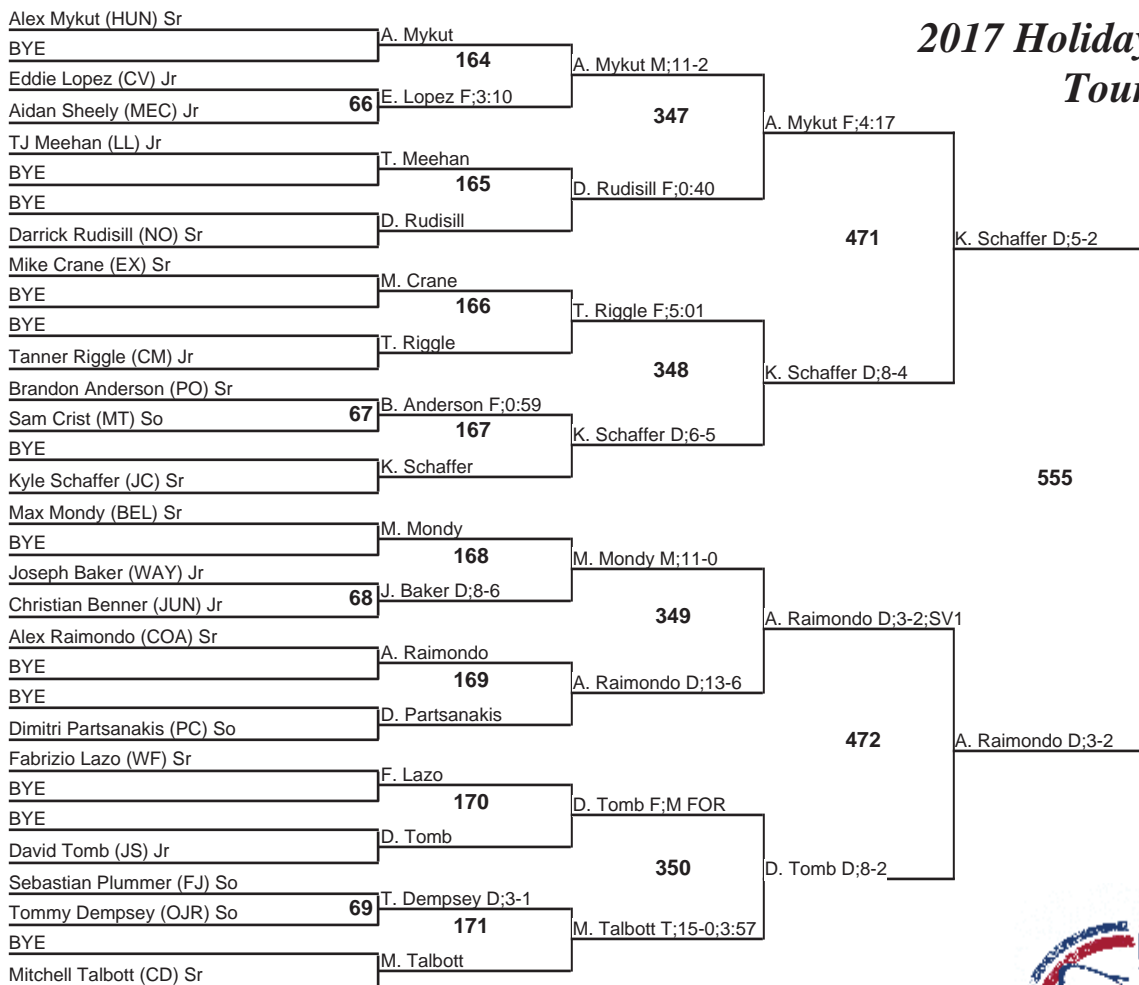 2017 Holiday
Tour
Alex Mykut (HUN) Sr
BYE
Eddie Lopez (CV) Jr
Aidan Sheely (MEC) Jr
TJ Meehan (LL) Jr
BYE
BYE
Darrick Rudisill (NO) Sr
Mike Crane (EX) Sr
BYE
BYE
Tanner Riggle (CM) Jr
Brandon Anderson (PO) Sr
Sam Crist (MT) So
BYE
Kyle Schaffer (JC) Sr
Max Mondy (BEL) Sr
BYE
Joseph Baker (WAY) Jr
Christian Benner (JUN) Jr
Alex Raimondo (COA) Sr
BYE
BYE
Dimitri Partsanakis (PC) So
Fabrizio Lazo (WF) Sr
BYE
BYE
David Tomb (JS) Jr
Sebastian Plummer (FJ) So
Tommy Dempsey (OJR) So
BYE
Mitchell Talbott (CD) Sr
66
67
68
69
A. Mykut
164
E. Lopez F;3:10
T. Meehan
165
D. Rudisill
M. Crane
166
T. Riggle
B. Anderson F;0:59
167
K. Schaffer
M. Mondy
168
J. Baker D;8-6
A. Raimondo
169
D. Partsanakis
F. Lazo
170
D. Tomb
T. Dempsey D;3-1
171
M. Talbott
A. Mykut M;11-2
347
D. Rudisill F;0:40
T. Riggle F;5:01
348
K. Schaffer D;6-5
M. Mondy M;11-0
349
A. Raimondo D;13-6
D. Tomb F;M FOR
350
M. Talbott T;15-0;3:57
A. Mykut F;4:17
471
K. Schaffer D;8-4
A. Raimondo D;3-2;SV1
472
D. Tomb D;8-2
K. Schaffer D;5-2
555
A. Raimondo D;3-2